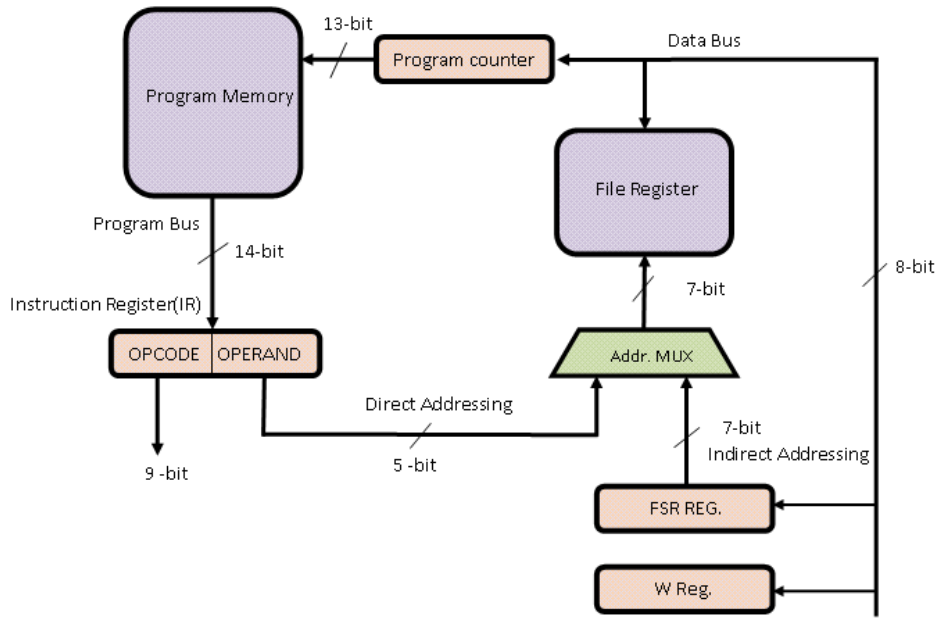 13-bit
Data Bus
Program counter
Program Memory
File Register
Program Bus
14-bit
8-bit
7-bit
Instruction Register(IR)
OPCODE OPERAND
Addr. MUX
Direct Addressing
7-bit
Indirect Addressing
5 -bit
9 -bit
FSR REG.
W Reg.